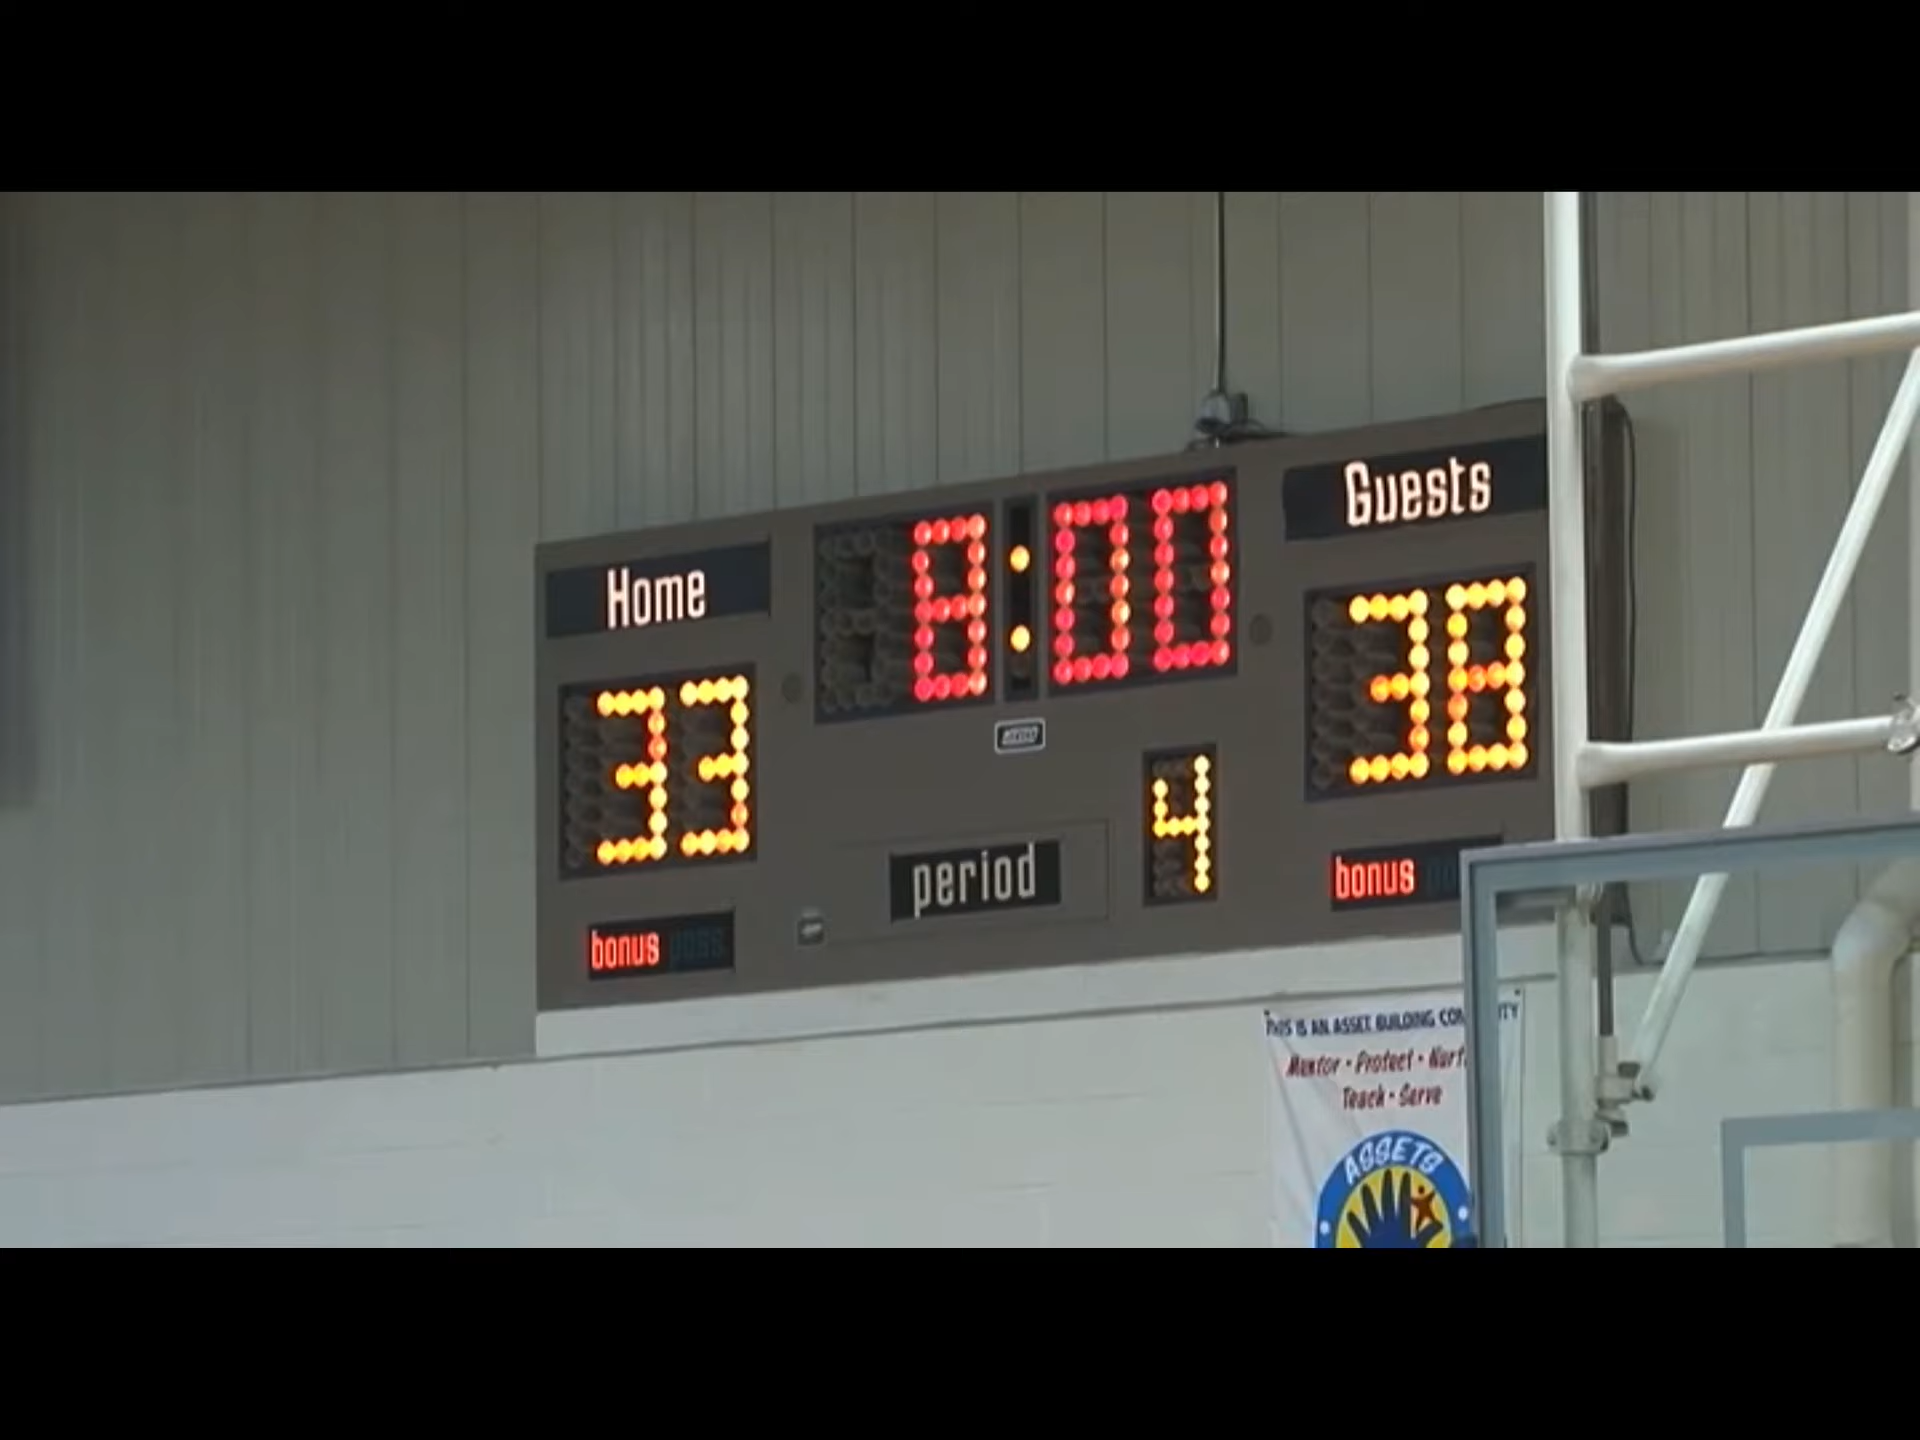 Home
8:00
Guests
33
38
period
4
bonus
bonus
THIS IS AN ASSET BUILDING
Mentor • Protect •
Teach • Serve
ASSETS